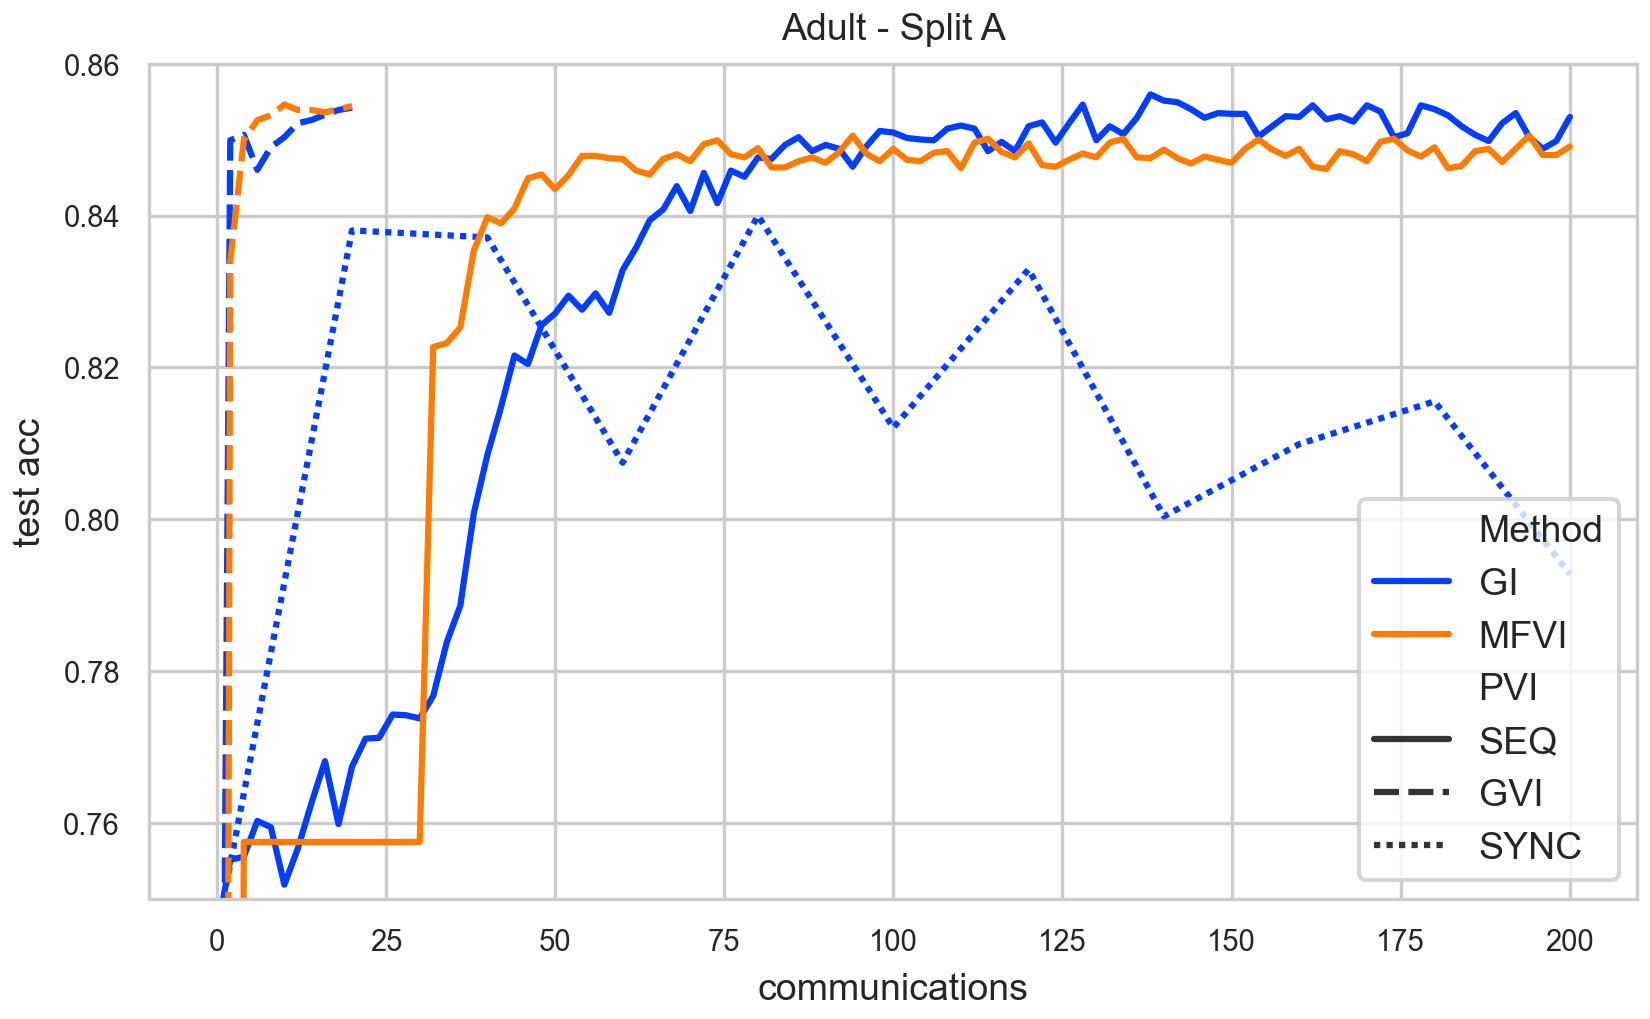 Adult - Split A
0.86
0.84
0.82
0.80
0.78
0.76
test acc
0 25 50 75 100 125 150 175 200
communications
Method
GI
MFVI
PVI
SEQ
GVI
SYNC